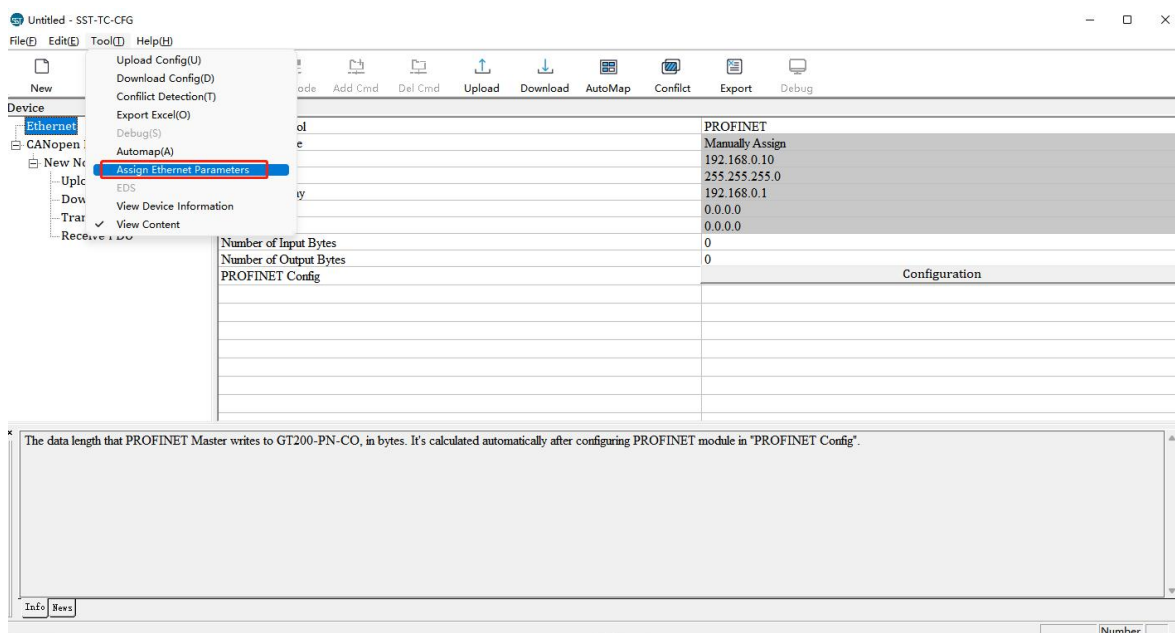 Untitled - SST-TC-CFG
File(F) Edit(E) Tool(T) Help(H)
New
ode Add Cmd Del Cmd Upload Download AutoMap Conflict Export Debug
Upload Config(U)
Download Config(D)
Confilict Detection(T)
Export Excel(O)
Debug(S)
Automap(A)
Assign Ethernet Parameters
EDS
View Device Information
✓ View Content
Device
Ethernet
CANopen
New No
Uplo
Dow
Tran
Receive PDO
ol PROFINET
e Manually Assign
192.168.0.10
255.255.255.0
ay 192.168.0.1
0.0.0.0
0.0.0.0
Number of Input Bytes 0
Number of Output Bytes 0
PROFINET Config Configuration
The data length that PROFINET Master writes to GT200-PN-CO, in bytes. It's calculated automatically after configuring PROFINET module in "PROFINET Config".
Info News
Number